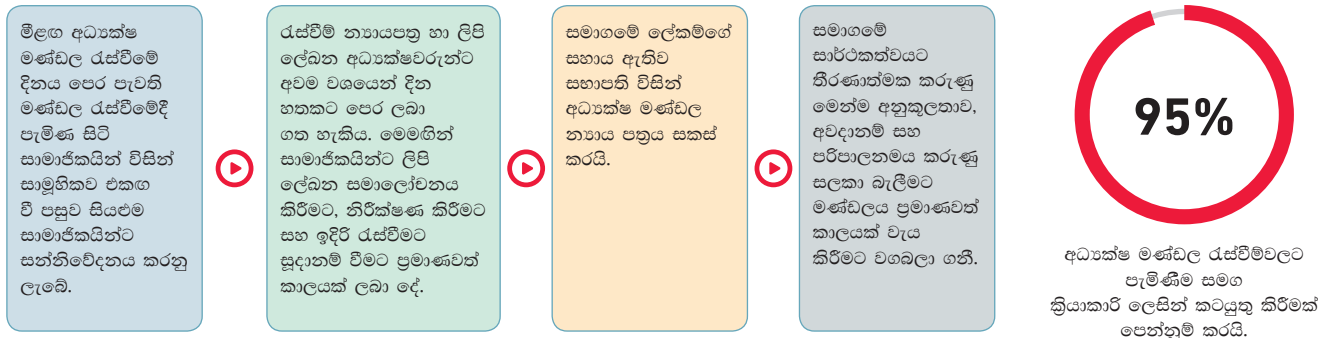 මීළඟ අධ්‍යක්ෂ
මණ්ඩල රැස්වීමේ
දිනය පෙර පැවති
මණ්ඩල රැස්වීමේදී
පැමිණ සිටි
සාමාජිකයින් විසින්
සාමූහිකව එකඟ
වී පසුව සියළුම
සාමාජිකයින්ට
සන්නිවේදනය කරනු
ලැබේ.
රැස්වීම් න්‍යායපත්‍ර හා ලිපි
ලේඛන අධ්‍යක්ෂවරුන්ට
අවම වශයෙන් දින
හතකට පෙර ලබා
ගත හැකිය. මෙමඟින්
සාමාජිකයින්ට ලිපි
ලේඛන සමාලෝචනය
කිරීමට, නිරීක්ෂණ කිරීමට
සහ ඉදිරි රැස්වීමට
සූදානම් වීමට ප්‍රමාණවත්
කාලයක් ලබා දේ.
සමාගමේ ලේකම්ගේ
සහාය ඇතිව
සභාපති විසින්
අධ්‍යක්ෂ මණ්ඩල
න්‍යාය පත්‍රය සකස්
කරයි.
සමාගමේ
සාර්ථකත්වයට
තීරණාත්මක කරුණු
මෙන්ම අනුකූලතාව,
අවදානම් සහ
පරිපාලනමය කරුණු
සලකා බැලීමට
මණ්ඩලය ප්‍රමාණවත්
කාලයක් වැය
කිරීමට වගබලා ගනී.
95%
අධ්‍යක්ෂ මණ්ඩල රැස්වීම්වලට
පැමිණීම සමග
ක්‍රියාකාරි ලෙසින් කටයුතු කිරීමක්
පෙන්නුම් කරයි.